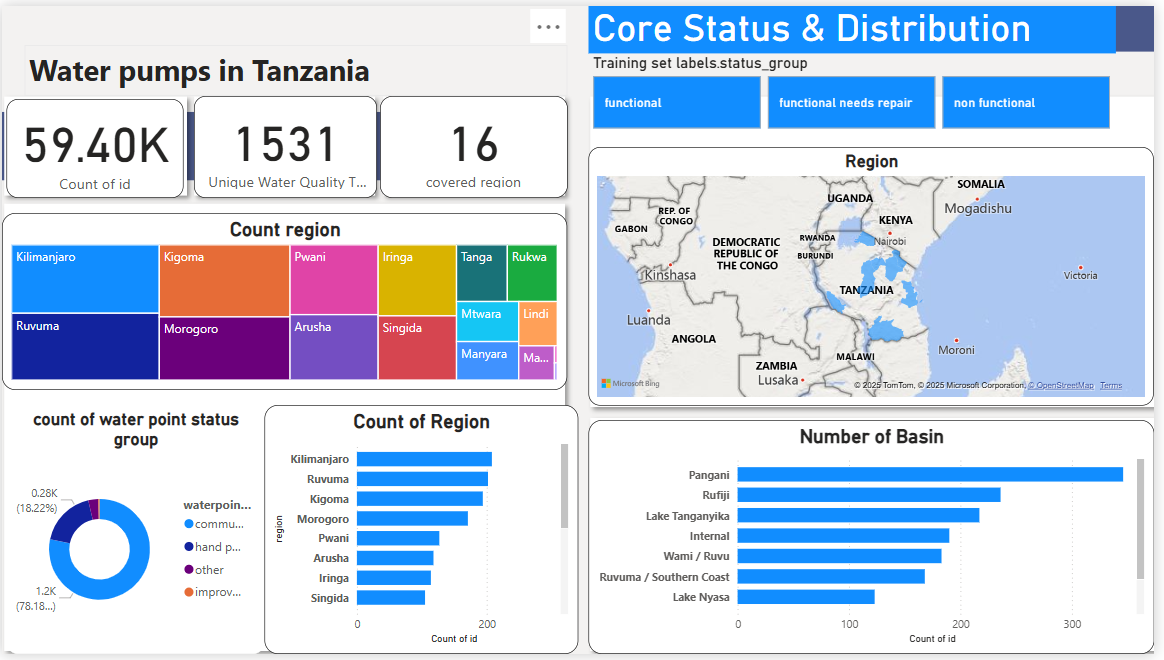 Water pumps in Tanzania
59.40K
Count of id
1531
Unique Water Quality T...
16
covered region
Count region
Kilimanjaro
Kigoma
Pwani
Iringa
Tanga
Rukwa
Ruvuma
Morogoro
Arusha
Singida
Mtwara
Lindi
Manyara
Ma...
count of water point status
group
0.28K
(18.22%)
1.2K
(78.18...)
waterpoin...
commu...
hand p...
other
improv...
Count of Region
region
Kilimanjaro
Ruvuma
Kigoma
Morogoro
Pwani
Arusha
Iringa
Singida
0
200
Count of id
Core Status & Distribution
Training set labels.status_group
functional
functional needs repair
non functional
Region
SOMALIA
UGANDA
Mogadishu
REP. OF
CONGO
KENYA
GABON
RWANDA
Nairobi
DEMOCRATIC
REPUBLIC OF
THE CONGO
BURUNDI
Kinshasa
Victoria
TANZANIA
Luanda
ANGOLA
Moroni
MALAWI
ZAMBIA
Lusaka
Microsoft Bing
© 2025 TomTom, © 2025 Microsoft Corporation, © OpenStreetMap Terms
Number of Basin
Pangani
Rufiji
Lake Tanganyika
Internal
Wami / Ruvu
Ruvuma / Southern Coast
Lake Nyasa
0
100
200
300
Count of id